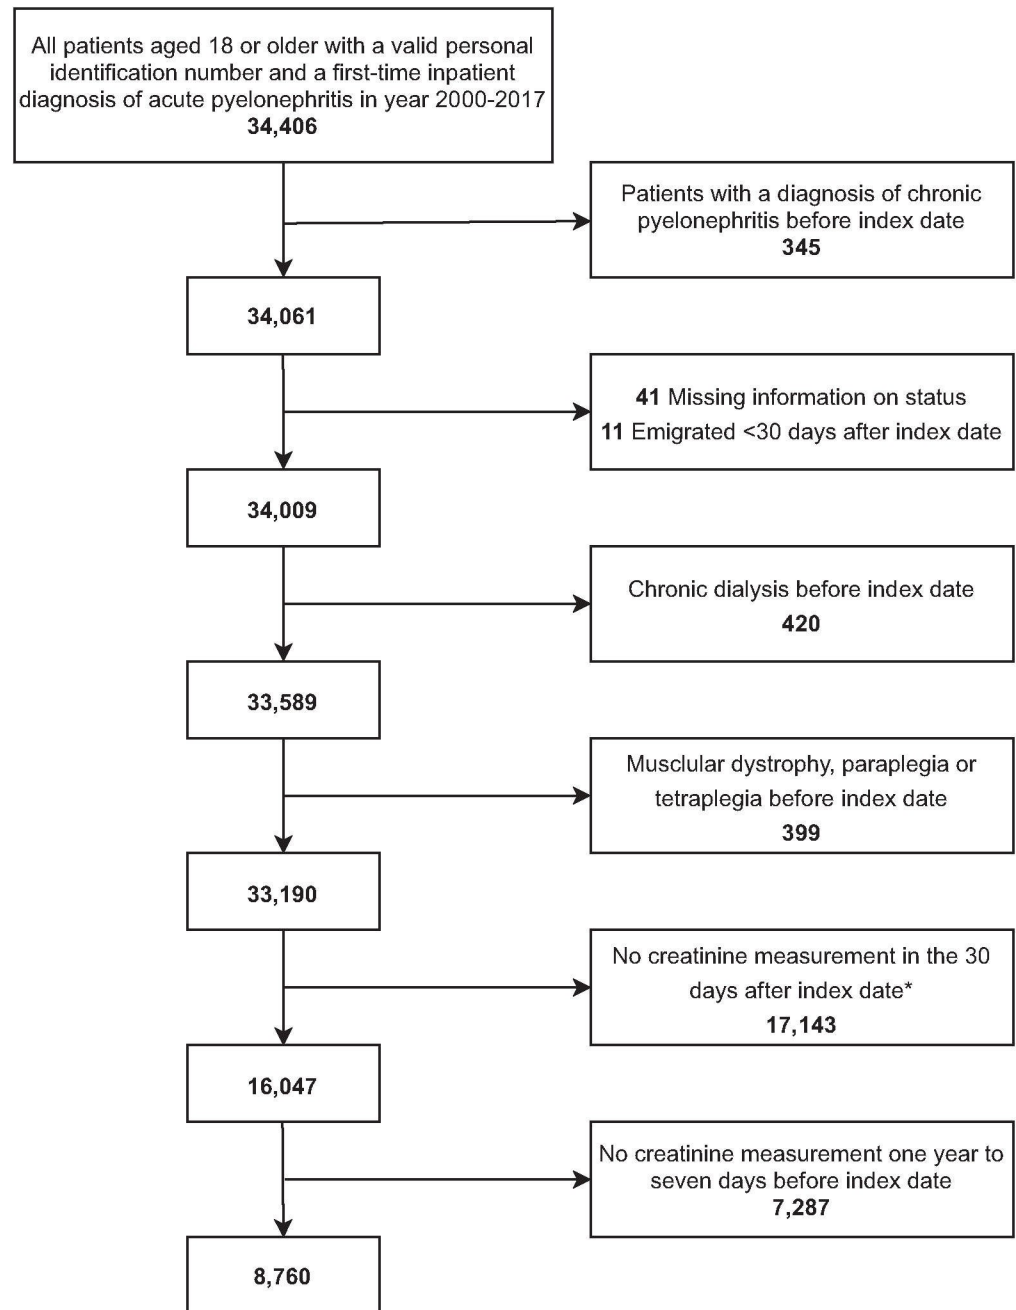 All patients aged 18 or older with a valid personal
identification number and a first-time inpatient
diagnosis of acute pyelonephritis in year 2000-2017
34,406
Patients with a diagnosis of chronic
pyelonephritis before index date
345
34,061
41 Missing information on status
11 Emigrated <30 days after index date
34,009
Chronic dialysis before index date
420
33,589
Musclular dystrophy, paraplegia or
tetraplegia before index date
399
33,190
No creatinine measurement in the 30
days after index date*
17,143
16,047
No creatinine measurement one year to
seven days before index date
7,287
8,760